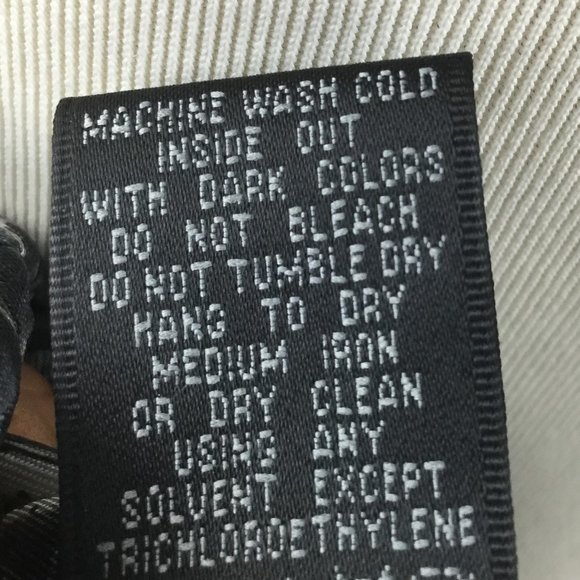 MACHINE WASH COLD
INSIDE OUT
WITH DARK COLORS
DO NOT BLEACH
DO NOT TUMBLE DRY
HANG TO DRY
MEDIUM IRON
OR DRY CLEAN
USING ANY
SOLVENT EXCEPT
TRICHLOROETHYLENE